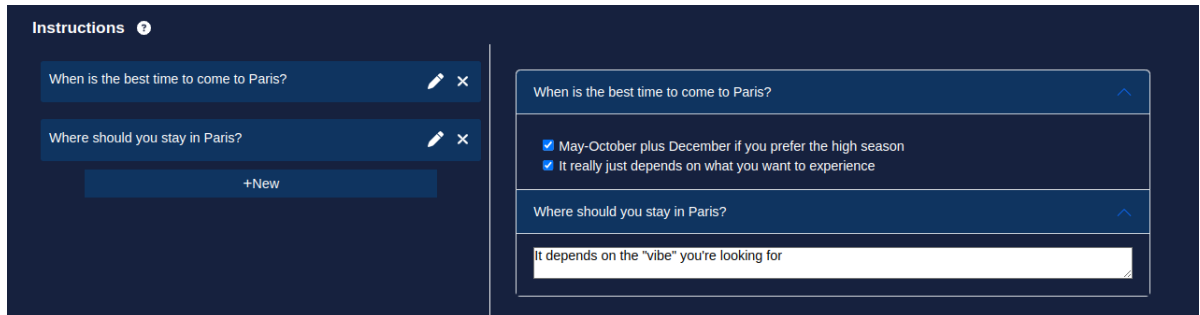 Instructions ?
When is the best time to come to Paris?
Where should you stay in Paris?
+New
When is the best time to come to Paris?
May-October plus December if you prefer the high season
It really just depends on what you want to experience
Where should you stay in Paris?
It depends on the "vibe" you're looking for